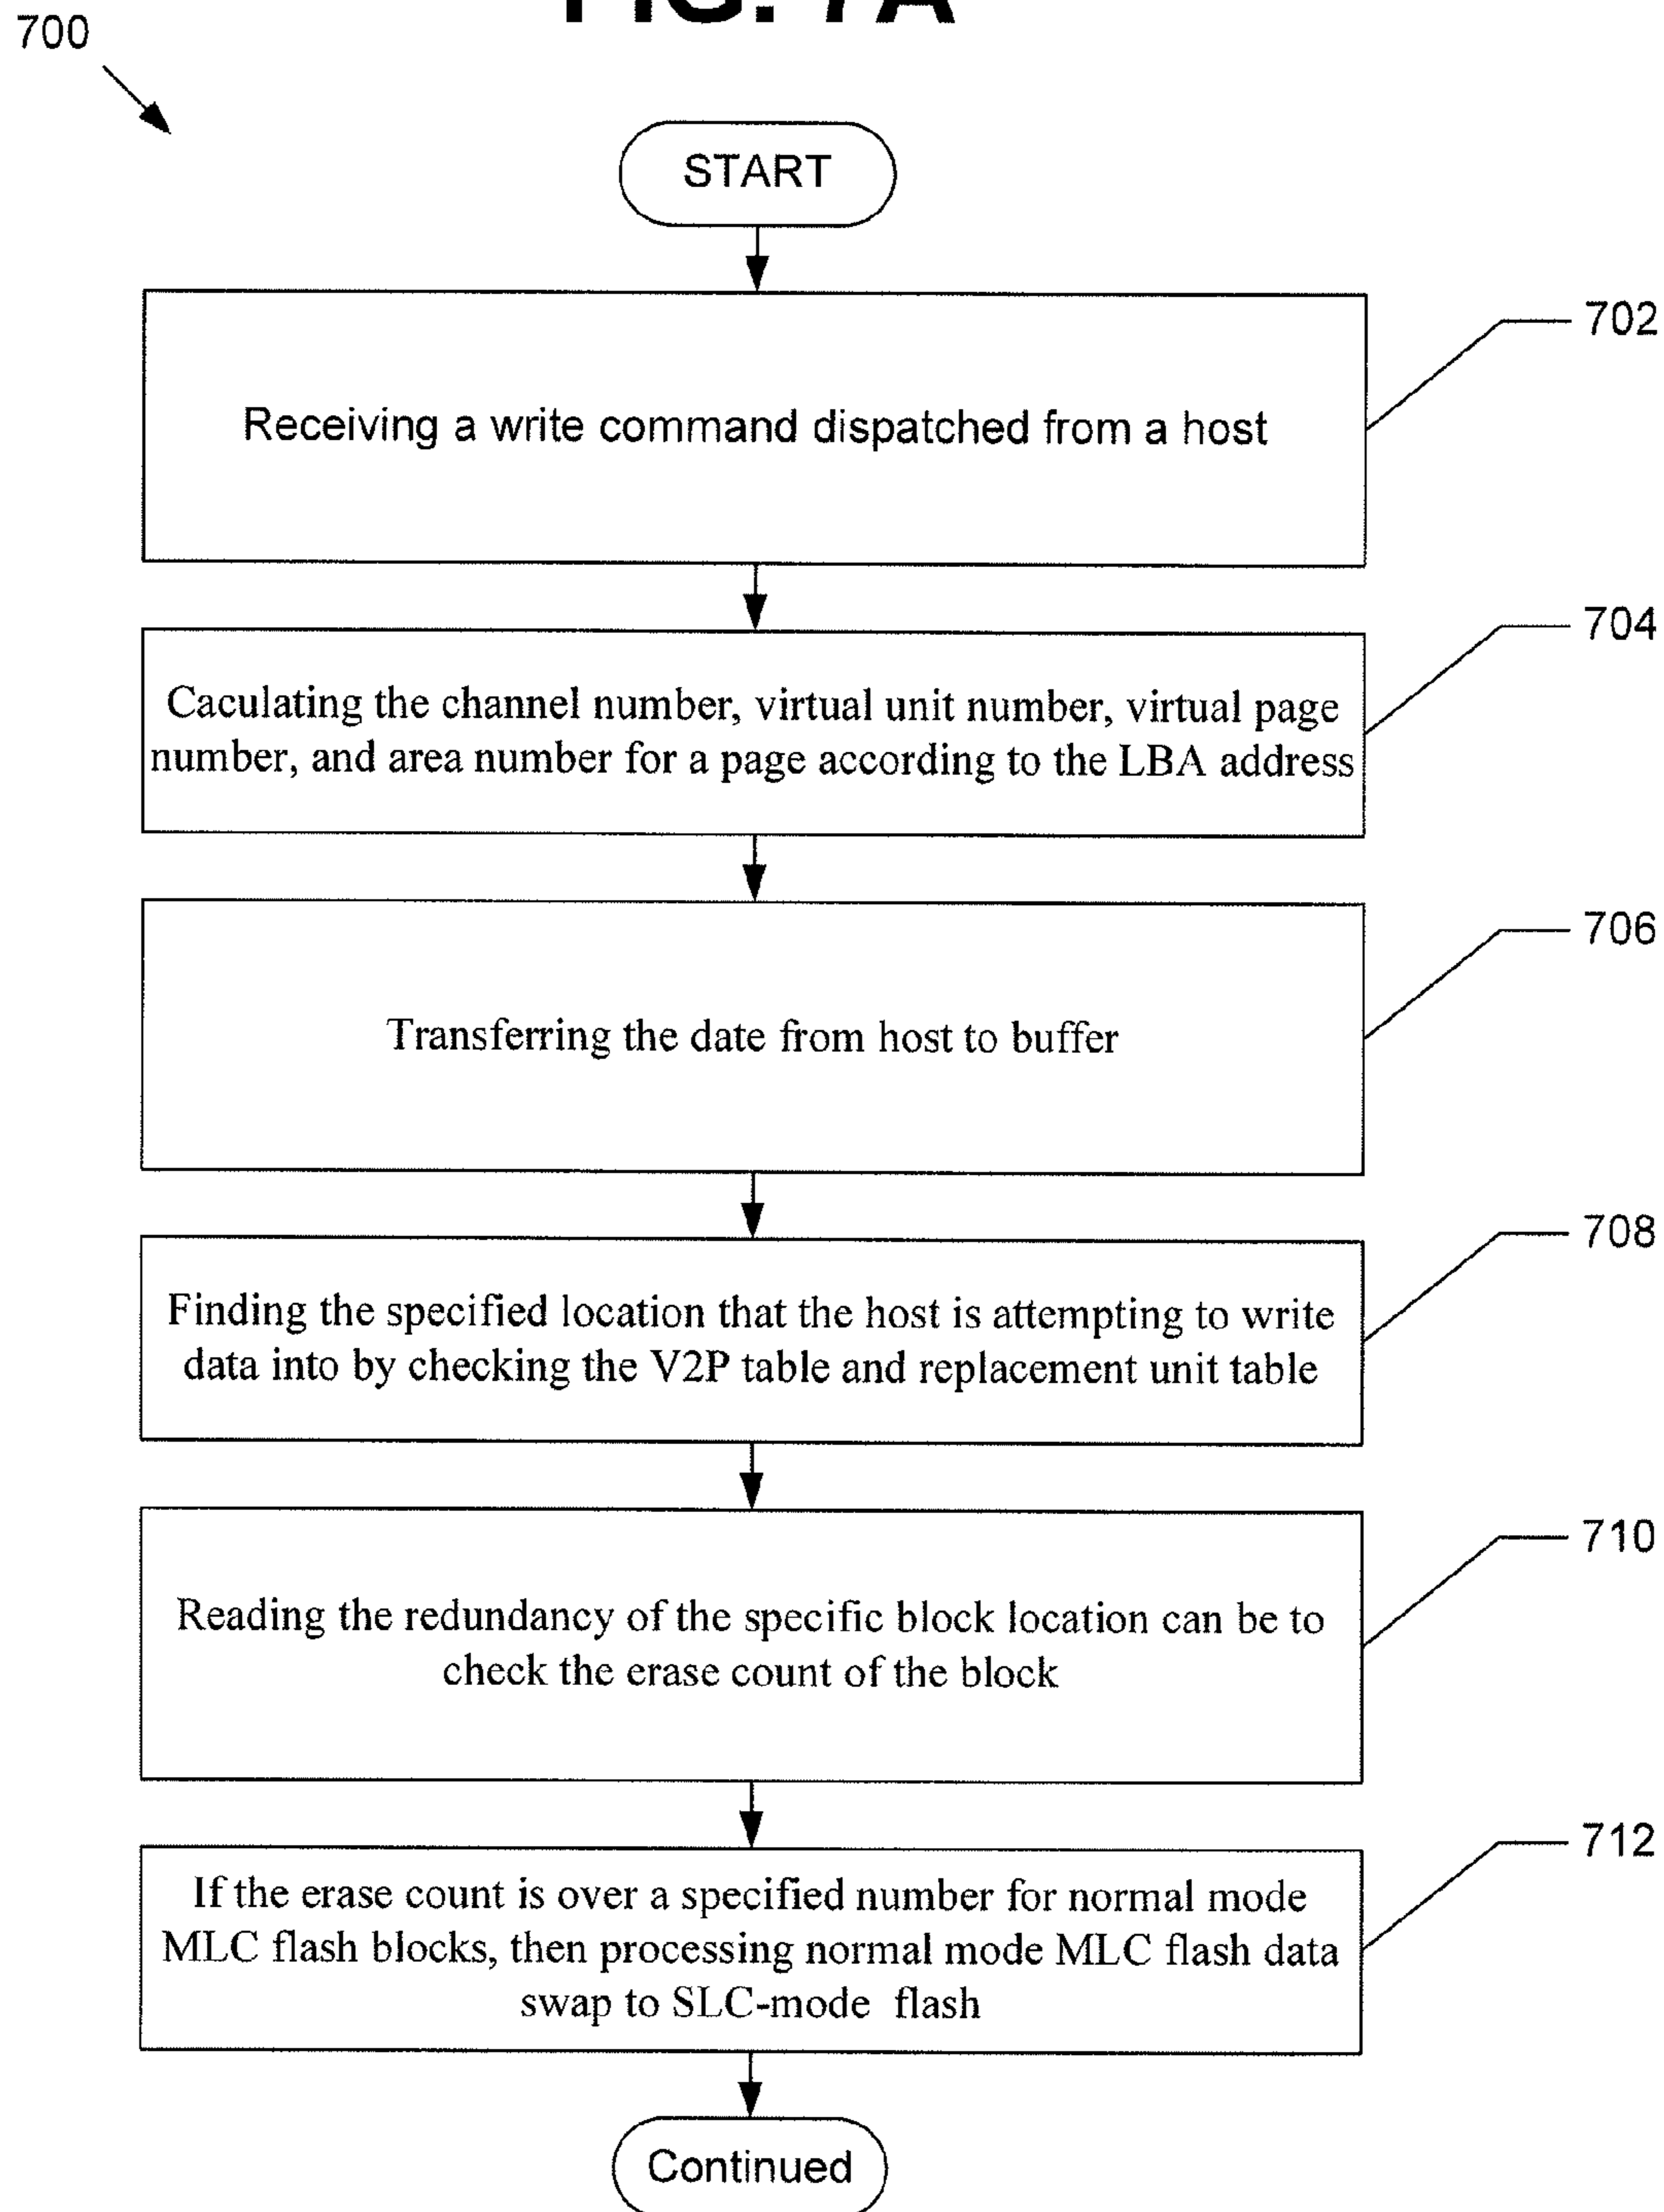 FIG. 7A
700
START
702
Receiving a write command dispatched from a host
704
Caculating the channel number, virtual unit number, virtual page
number, and area number for a page according to the LBA address
706
Transferring the date from host to buffer
708
Finding the specified location that the host is attempting to write
data into by checking the V2P table and replacement unit table
710
Reading the redundancy of the specific block location can be to
check the erase count of the block
712
If the erase count is over a specified number for normal mode
MLC flash blocks, then processing normal mode MLC flash data
swap to SLC-mode flash
Continued